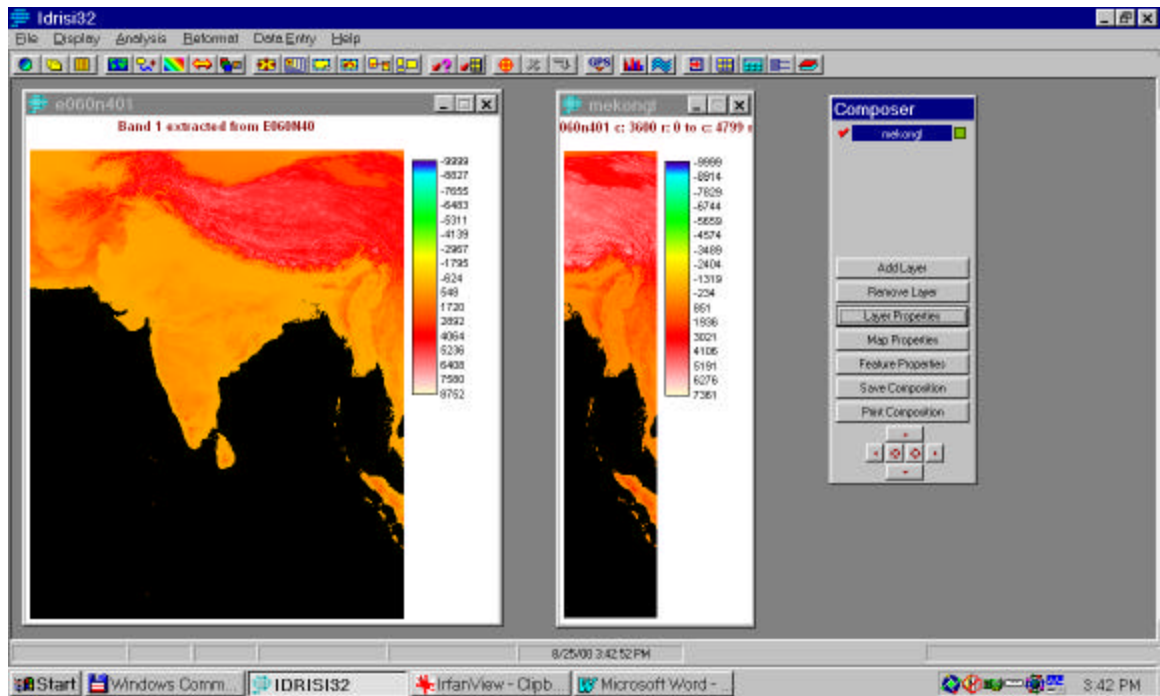 Idrisi32
File Display Analysis Reformat Data Entry Help
GPS
e060n401
Band 1 extracted from E060N40
-9999
-8827
-7655
-6483
-5311
-4139
-2967
-1795
-624
548
1720
2892
4064
5236
6408
7580
8752
mekongl
060n401 c: 3600 r: 0 to c: 4799 r
-9999
-8914
-7829
-6744
-5659
-4574
-3489
-2404
-1319
-234
851
1936
3021
4106
5191
6276
7361
Composer
mekongl
Add Layer
Remove Layer
Layer Properties
Map Properties
Feature Properties
Save Composition
Print Composition
8/25/00 3:42:52 PM
Start
Windows Comm...
IDRISI32
IrfanView - Clipb...
Microsoft Word - ...
3:42 PM